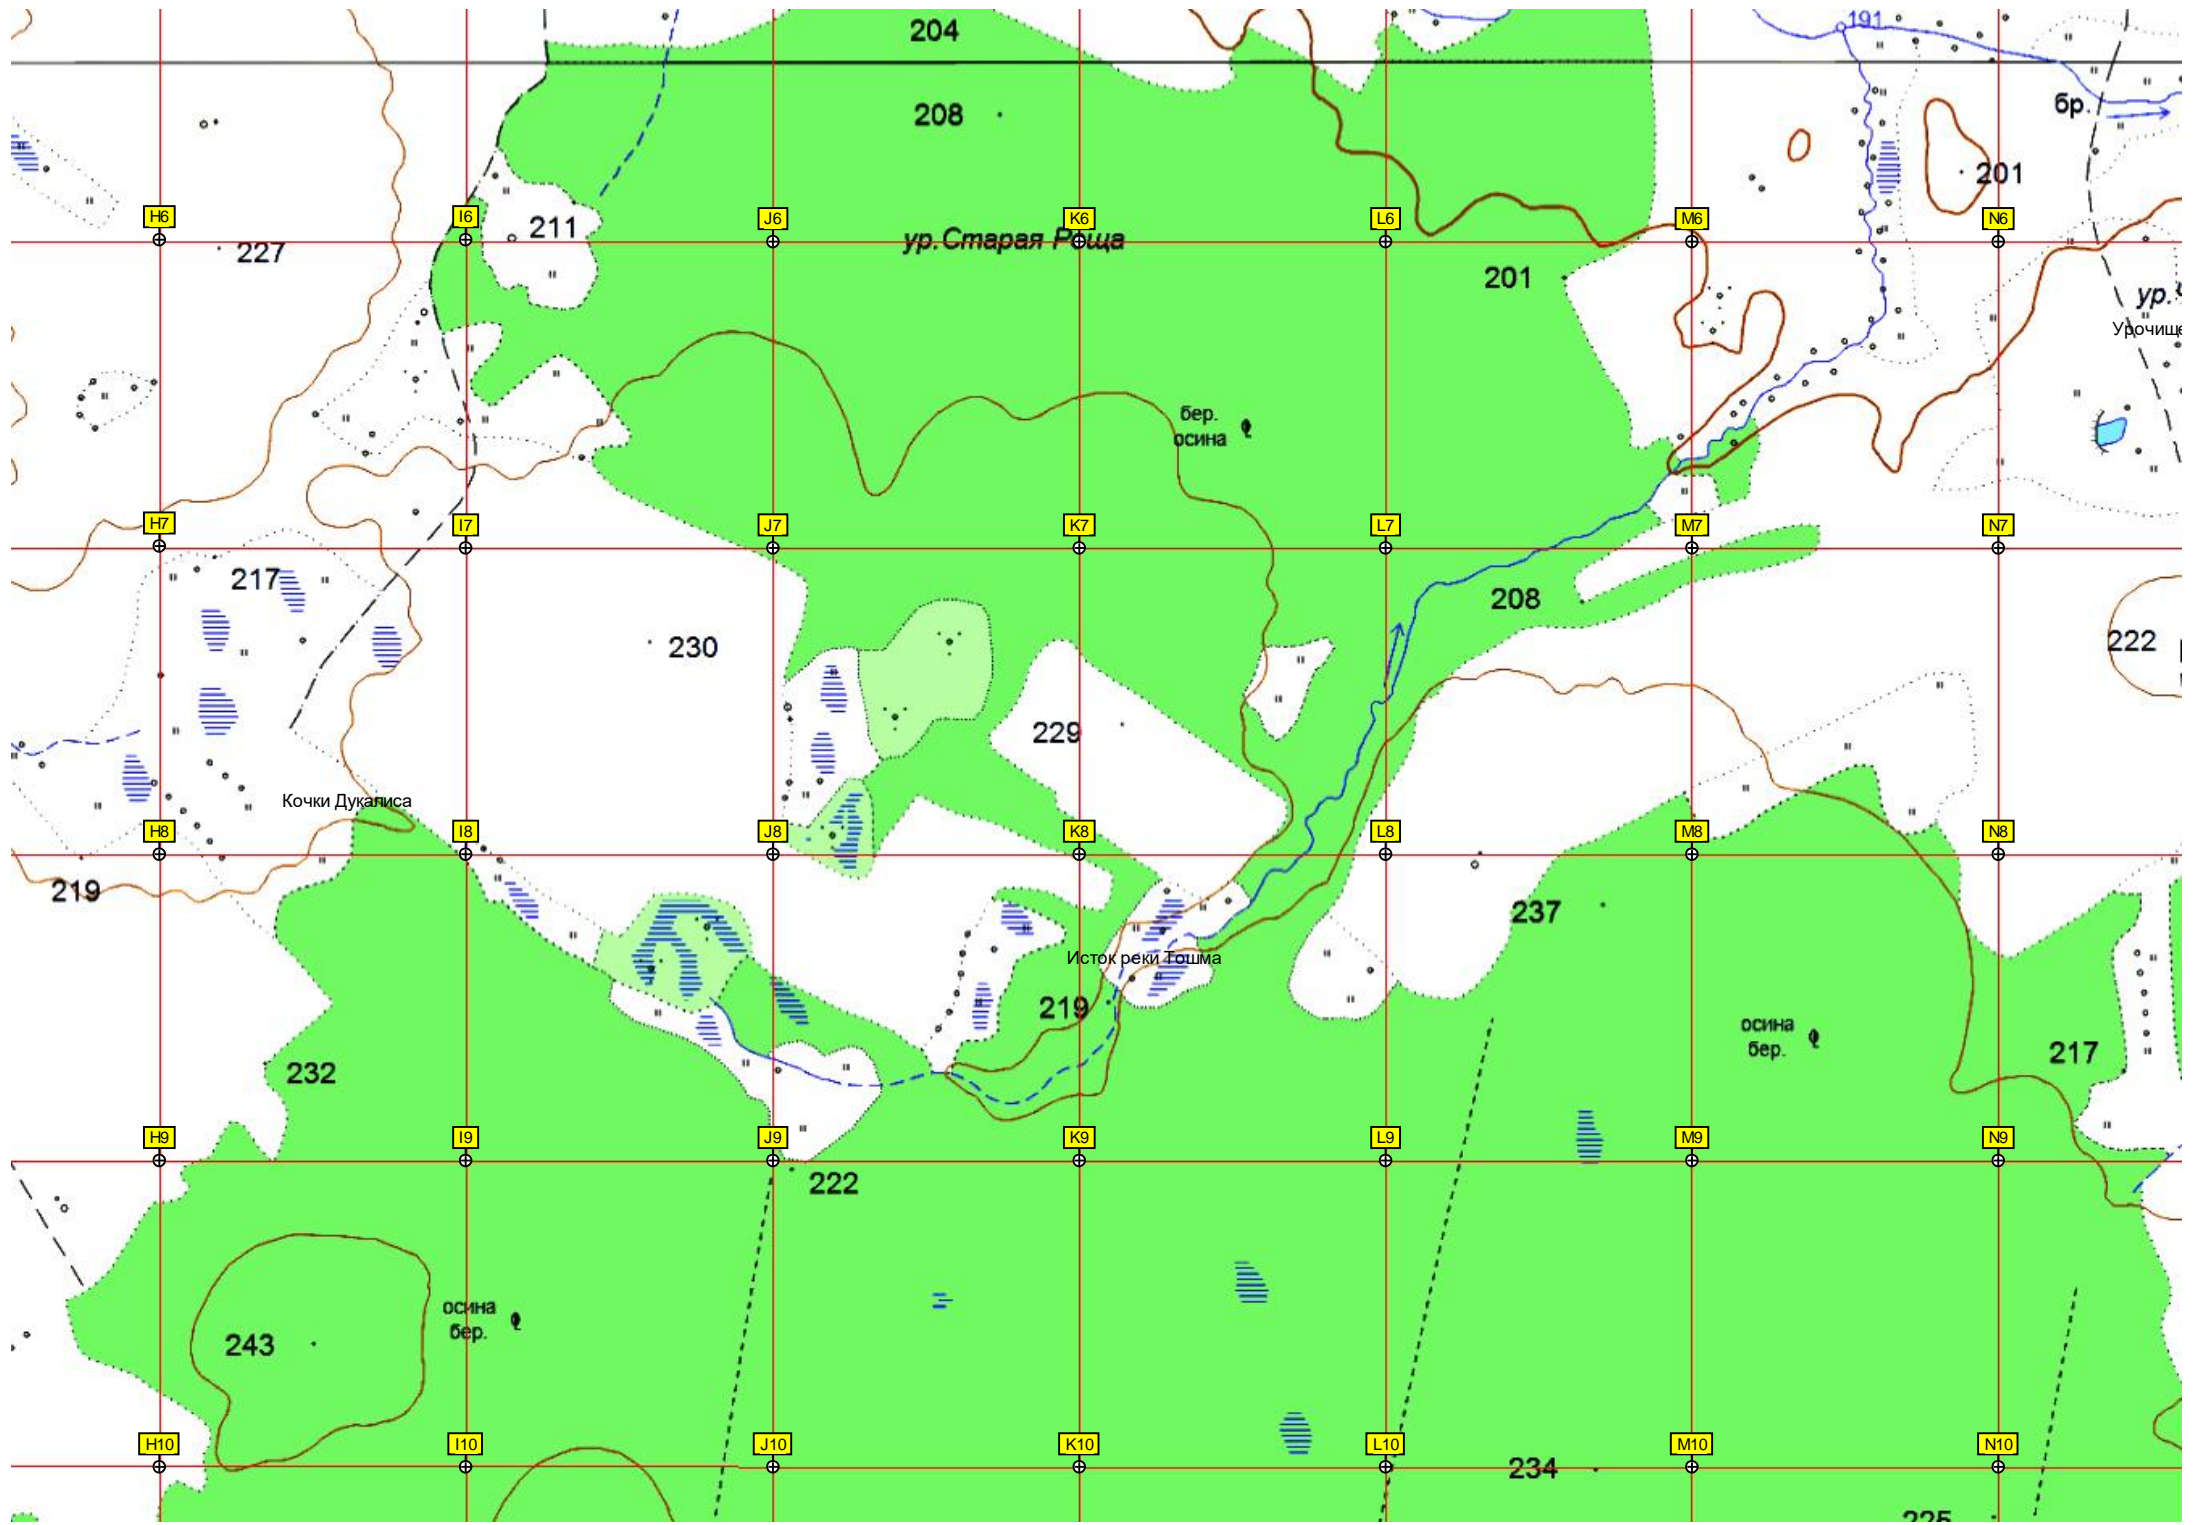 204
191
208
бр.
201
H6
I6
211
J6
K6
L6
M6
N6
227
ур.Старая Роща
201
ур.
бер.
осина
H7
I7
J7
K7
L7
M7
N7
217
208
230
222
229
Кочки Дукалиса
H8
I8
J8
K8
L8
M8
N8
219
237
Исток реки Тошма
219
осина
бер.
217
232
H9
I9
J9
K9
L9
M9
N9
222
осина
бер.
243
H10
I10
J10
K10
L10
M10
N10
234
225